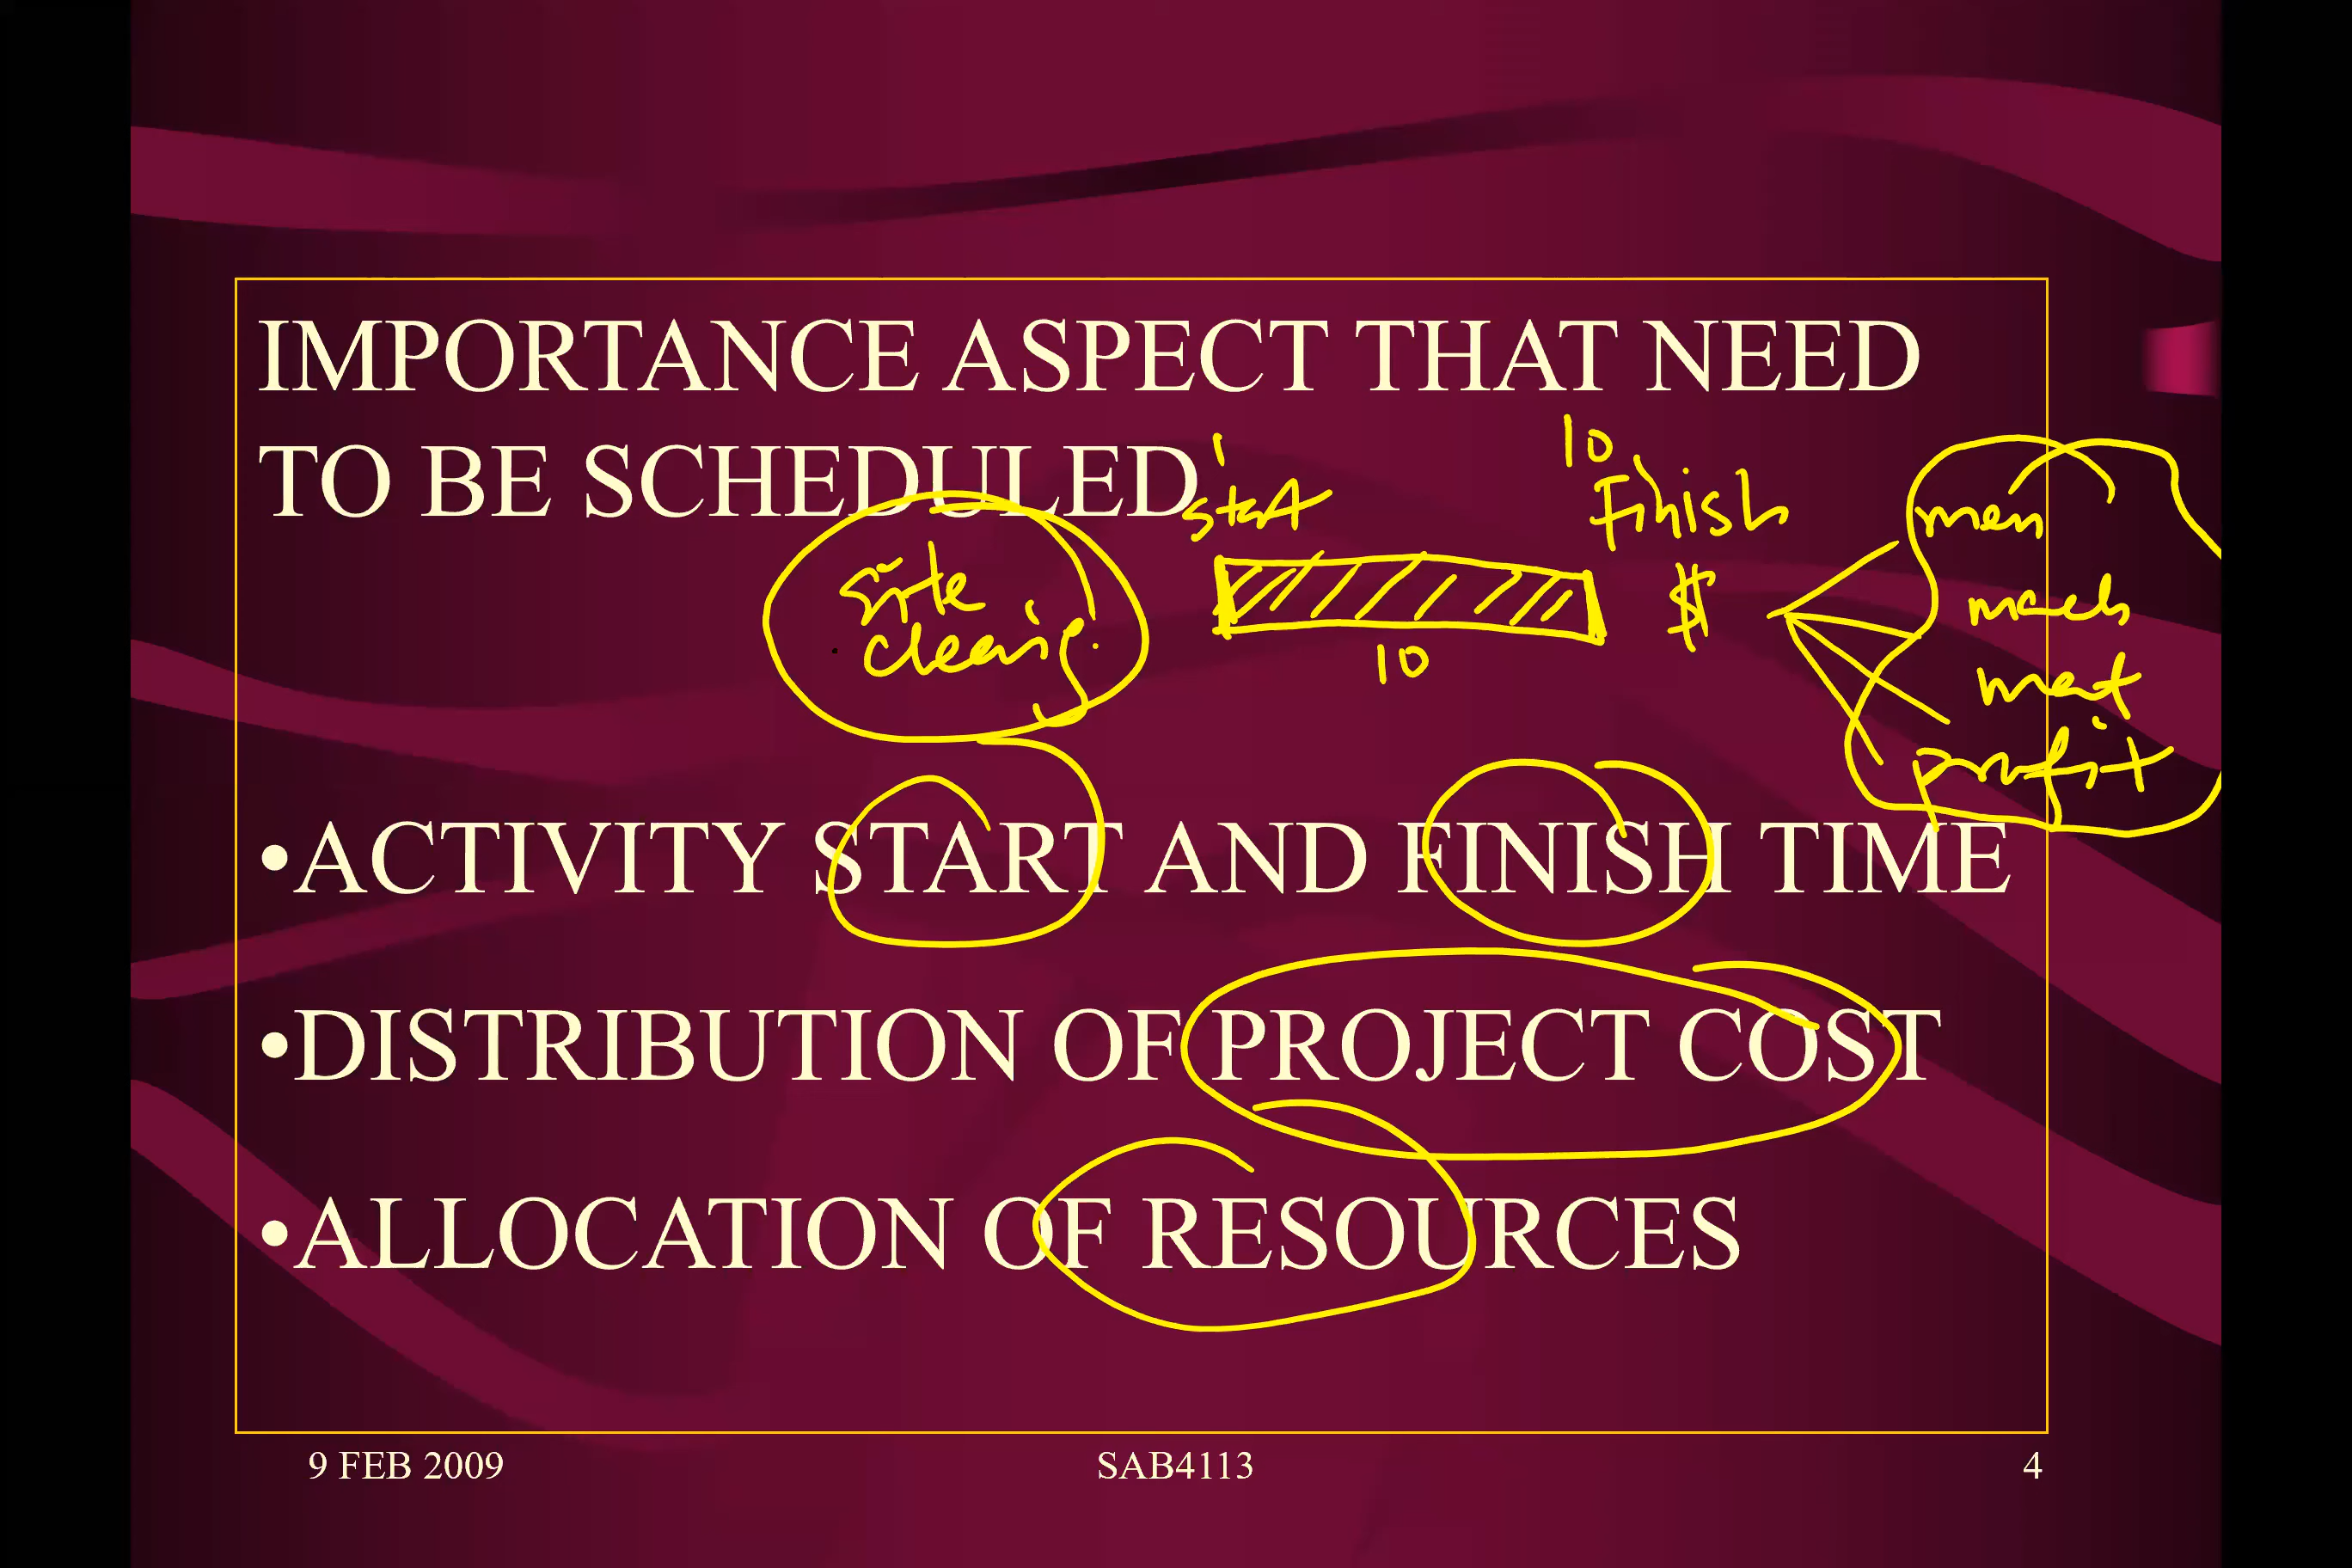 IMPORTANCE ASPECT THAT NEED
TO BE SCHEDULED
1
10
start
Finish
men
site
$
mach
10
mat
profit
•ACTIVITY START AND FINISH TIME
•DISTRIBUTION OF PROJECT COST
•ALLOCATION OF RESOURCES
9 FEB 2009
SAB4113
4